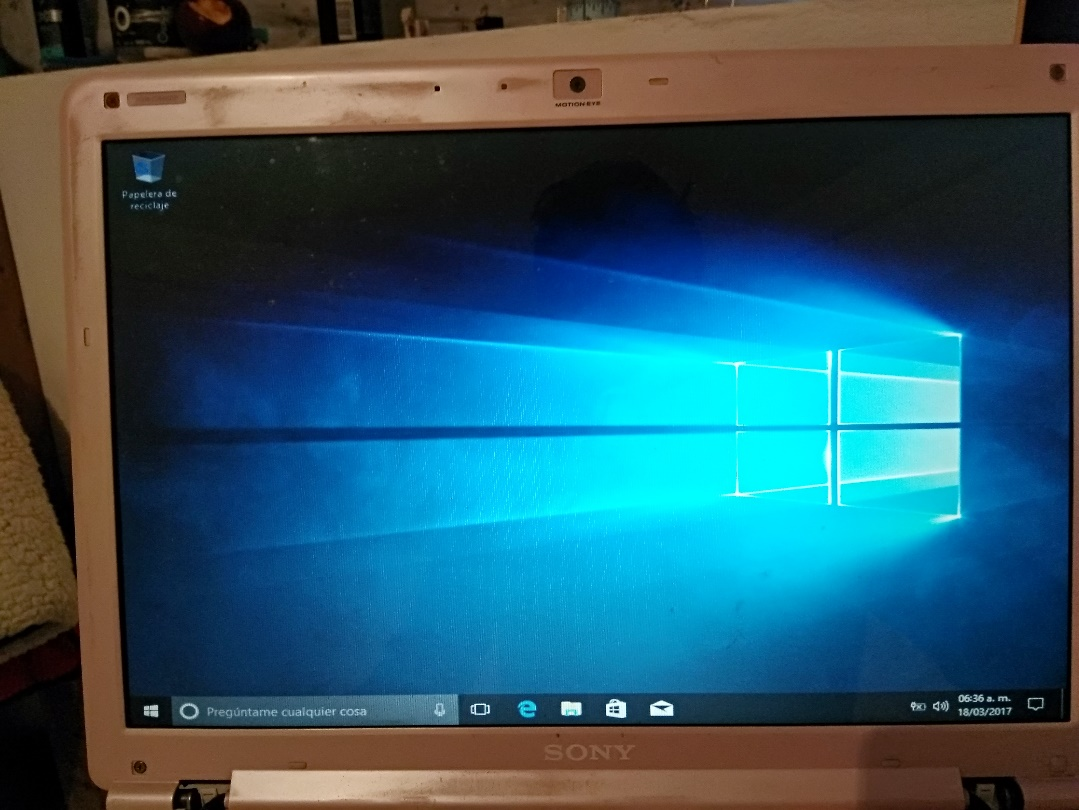 MOTION EYE
Papelera de
reciclaje
Pregúntame cualquier cosa
06:36 a. m.
18/03/2017
SONY